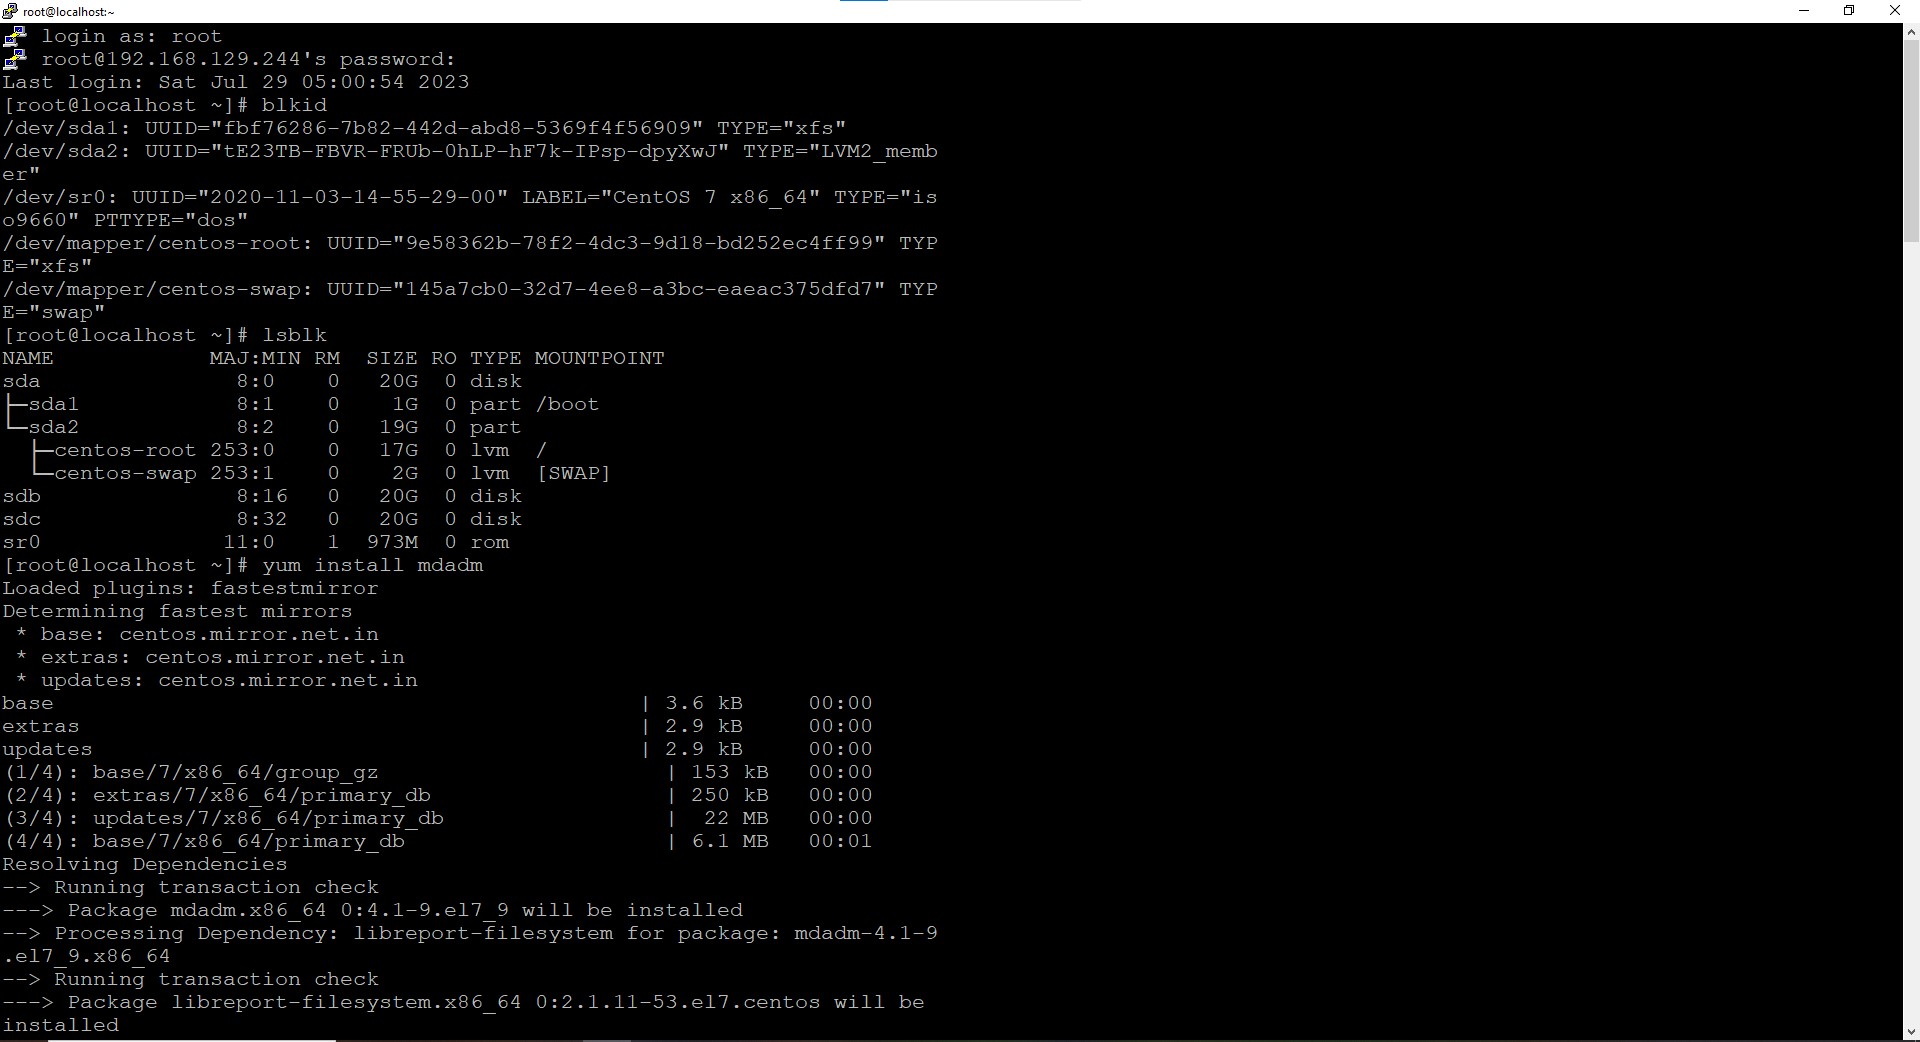 root@localhost:~
login as: root
root@192.168.129.244's password:
Last login: Sat Jul 29 05:00:54 2023
[root@localhost ~]# blkid
/dev/sda1: UUID="fbf76286-7b82-442d-abd8-5369f4f56909" TYPE="xfs"
/dev/sda2: UUID="tE23TB-FBVR-FRUb-0hLP-hF7k-IPsp-dpyXwJ" TYPE="LVM2_memb
er"
/dev/sr0: UUID="2020-11-03-14-55-29-00" LABEL="CentOS 7 x86_64" TYPE="is
o9660" PTTYPE="dos"
/dev/mapper/centos-root: UUID="9e58362b-78f2-4dc3-9d18-bd252ec4ff99" TYP
E="xfs"
/dev/mapper/centos-swap: UUID="145a7cb0-32d7-4ee8-a3bc-eaeac375dfd7" TYP
E="swap"
[root@localhost ~]# lsblk
NAME            MAJ:MIN RM  SIZE RO TYPE MOUNTPOINT
sda               8:0    0   20G  0 disk
├─sda1            8:1    0    1G  0 part /boot
└─sda2            8:2    0   19G  0 part
  ├─centos-root 253:0    0   17G  0 lvm  /
  └─centos-swap 253:1    0    2G  0 lvm  [SWAP]
sdb               8:16   0   20G  0 disk
sdc               8:32   0   20G  0 disk
sr0              11:0    1  973M  0 rom
[root@localhost ~]# yum install mdadm
Loaded plugins: fastestmirror
Determining fastest mirrors
 * base: centos.mirror.net.in
 * extras: centos.mirror.net.in
 * updates: centos.mirror.net.in
base                                             | 3.6 kB     00:00
extras                                           | 2.9 kB     00:00
updates                                          | 2.9 kB     00:00
(1/4): base/7/x86_64/group_gz                      | 153 kB   00:00
(2/4): extras/7/x86_64/primary_db                  | 250 kB   00:00
(3/4): updates/7/x86_64/primary_db                 |  22 MB   00:00
(4/4): base/7/x86_64/primary_db                    | 6.1 MB   00:01
Resolving Dependencies
--> Running transaction check
---> Package mdadm.x86_64 0:4.1-9.el7_9 will be installed
--> Processing Dependency: libreport-filesystem for package: mdadm-4.1-9
.el7_9.x86_64
--> Running transaction check
---> Package libreport-filesystem.x86_64 0:2.1.11-53.el7.centos will be
installed